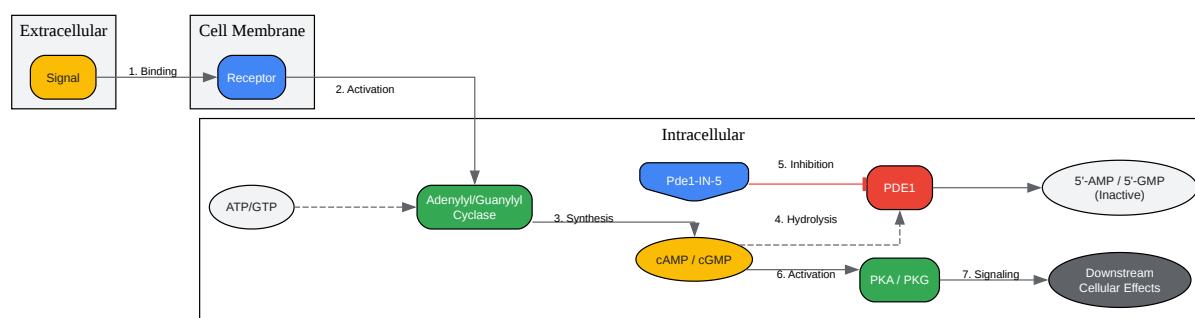 Extracellular
Cell Membrane
Signal
1. Binding
Receptor
2. Activation
Intracellular
ATP/GTP
Adenylyl/Guanylyl
Cyclase
3. Synthesis
Pde1-IN-5
5. Inhibition
PDE1
5'-AMP / 5'-GMP
(Inactive)
4. Hydrolysis
cAMP / cGMP
6. Activation
PKA / PKG
7. Signaling
Downstream
Cellular Effects